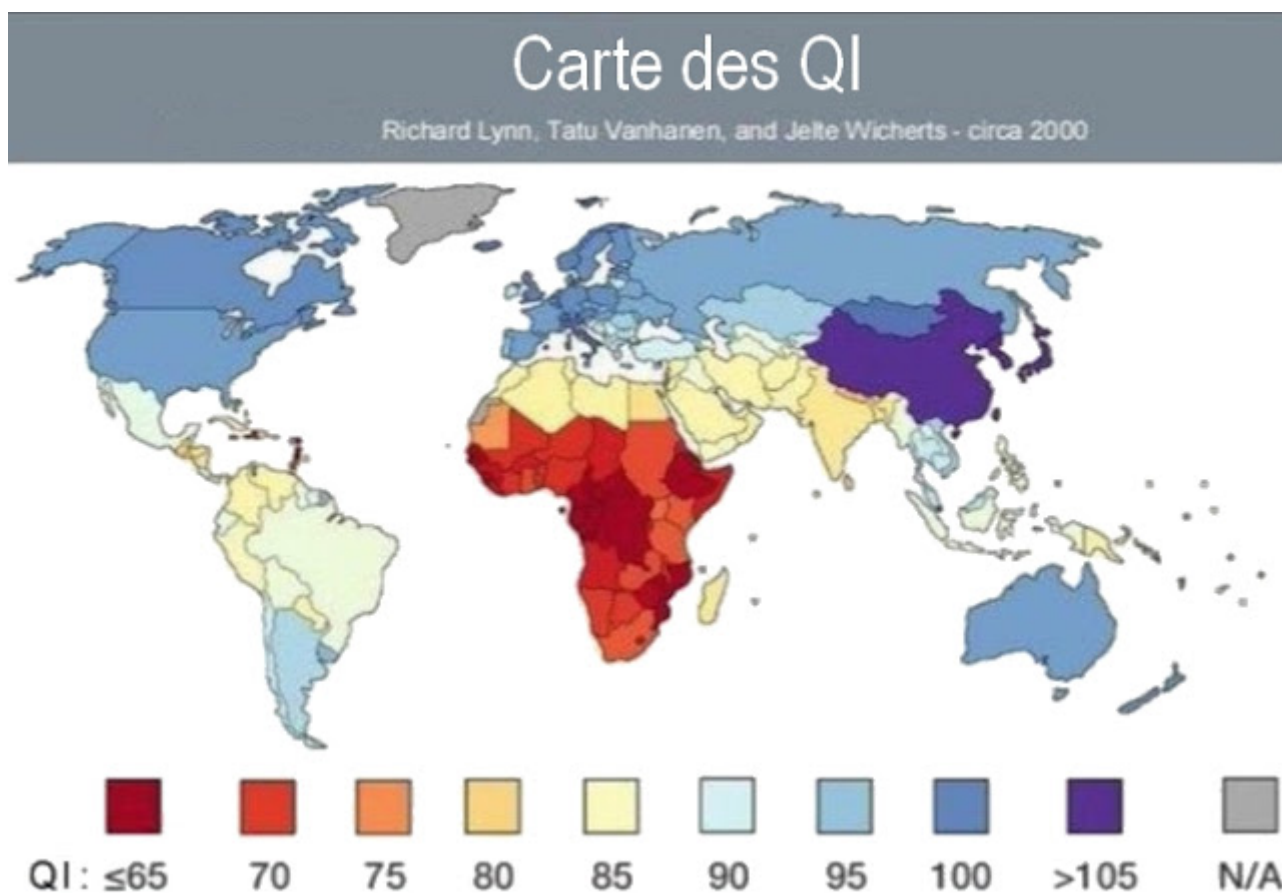 Carte des QI
Richard Lynn, Tatu Vanhanen, and Jelte Wicherts - circa 2000
QI : ≤65 70 75 80 85 90 95 100 >105 N/A